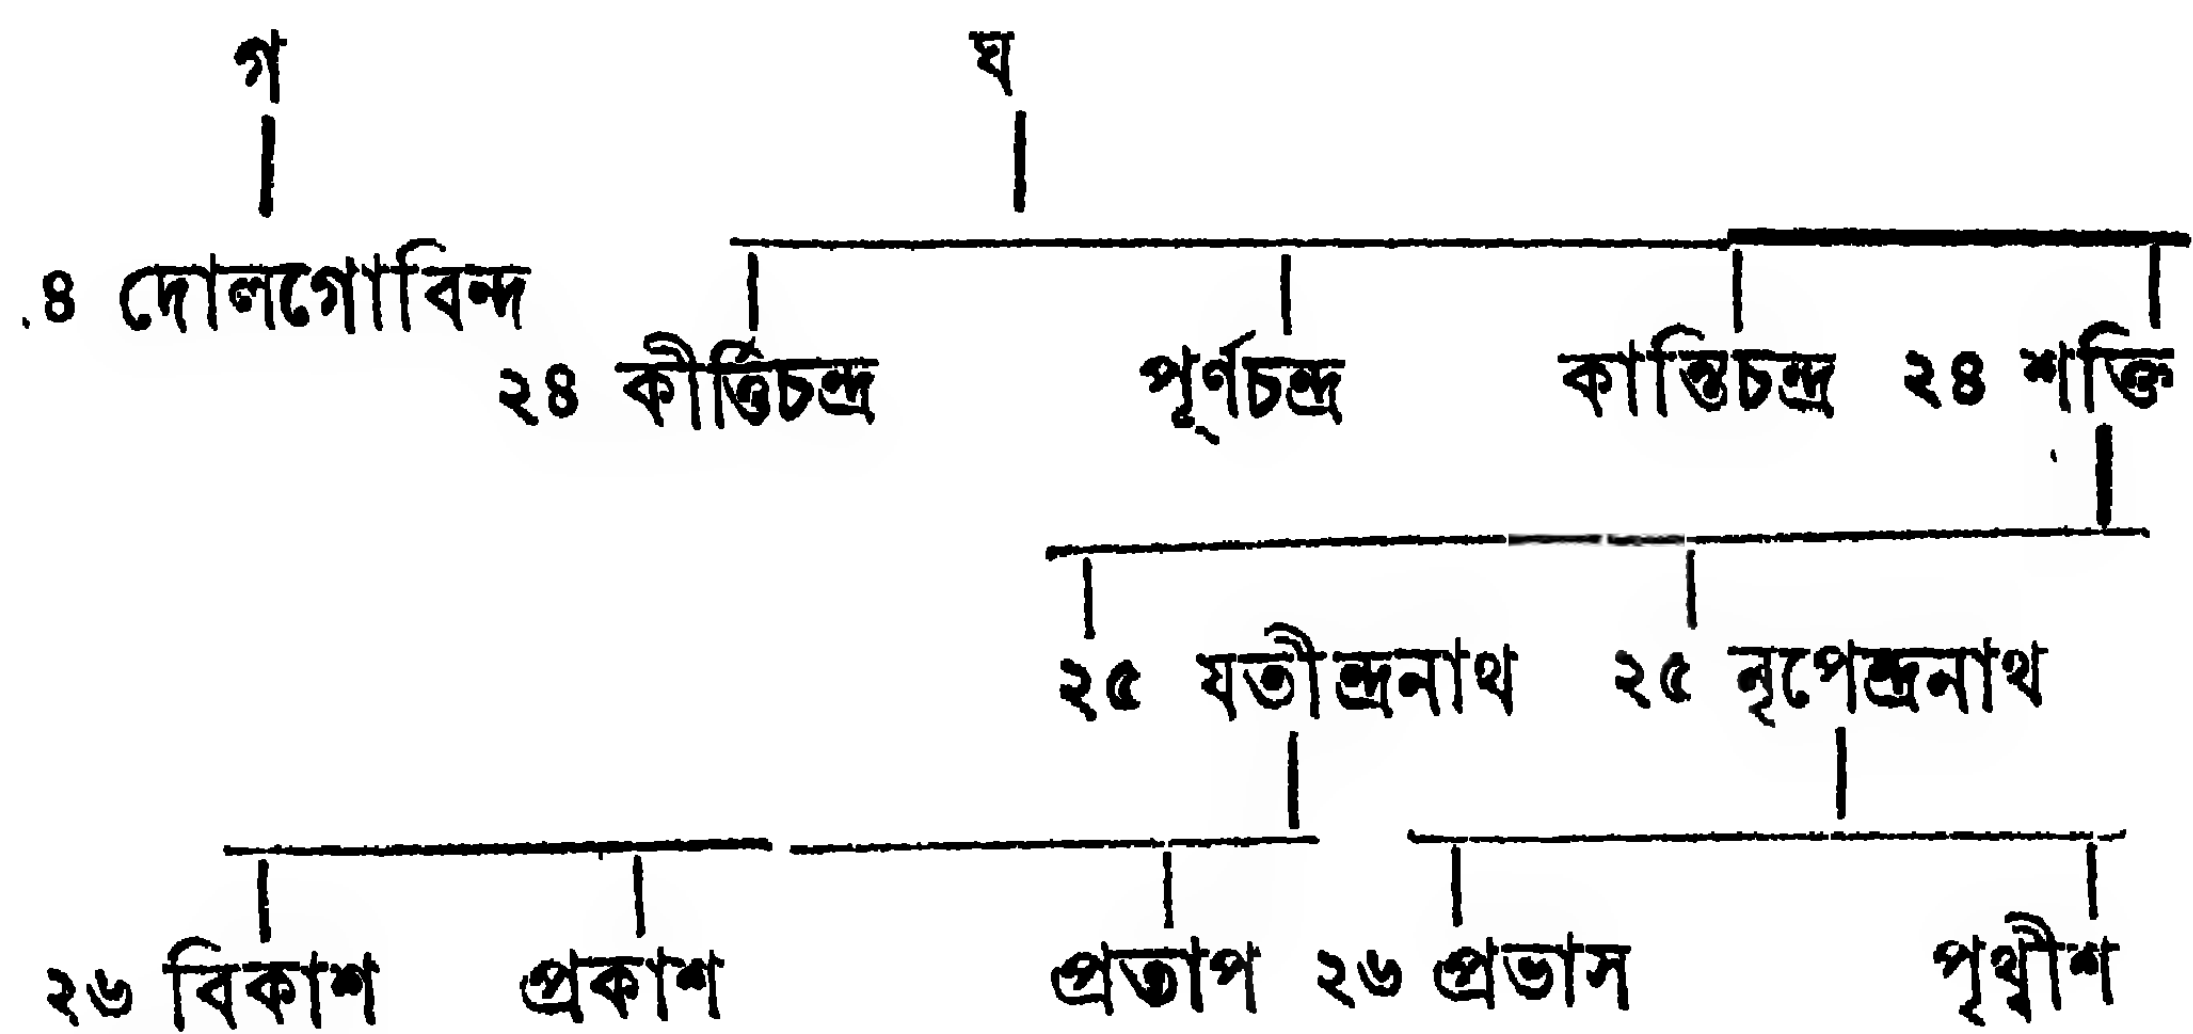 গ ঘ
.৪ দোলগোবিন্দ
২৪ কীর্ত্তিচন্দ্র পূর্ণচন্দ্র কান্তিচন্দ্র ২৪ শক্তি
২৫ যতীন্দ্রনাথ ২৫ নৃপেন্দ্রনাথ
২৬ বিকাশ প্রকাশ প্রতাপ ২৬ প্রভাস পৃথ্বীশ